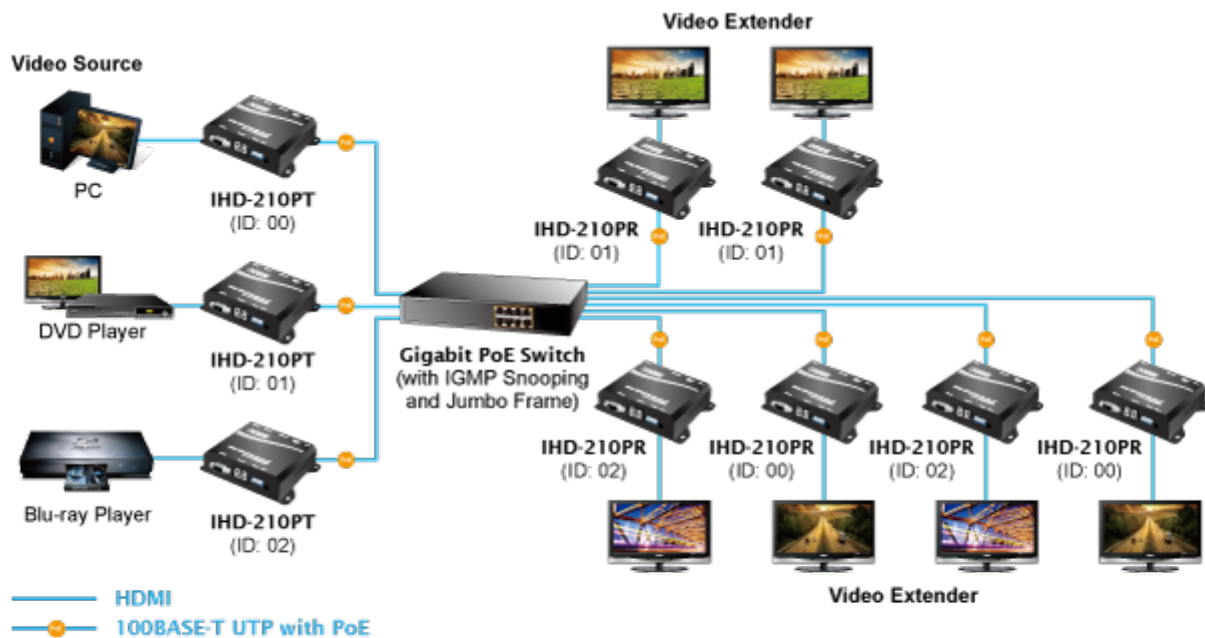 Video Extender
Video Source
PC
IHD-210PT
(ID: 00)
IHD-210PR
(ID: 01)
IHD-210PR
(ID: 01)
DVD Player
IHD-210PT
(ID: 01)
Gigabit PoE Switch
(with IGMP Snooping
and Jumbo Frame)
PoE
IHD-210PR
(ID: 02)
IHD-210PR
(ID: 00)
IHD-210PR
(ID: 02)
IHD-210PR
(ID: 00)
Blu-ray Player
IHD-210PT
(ID: 02)
Video Extender
HDMI
100BASE-T UTP with PoE